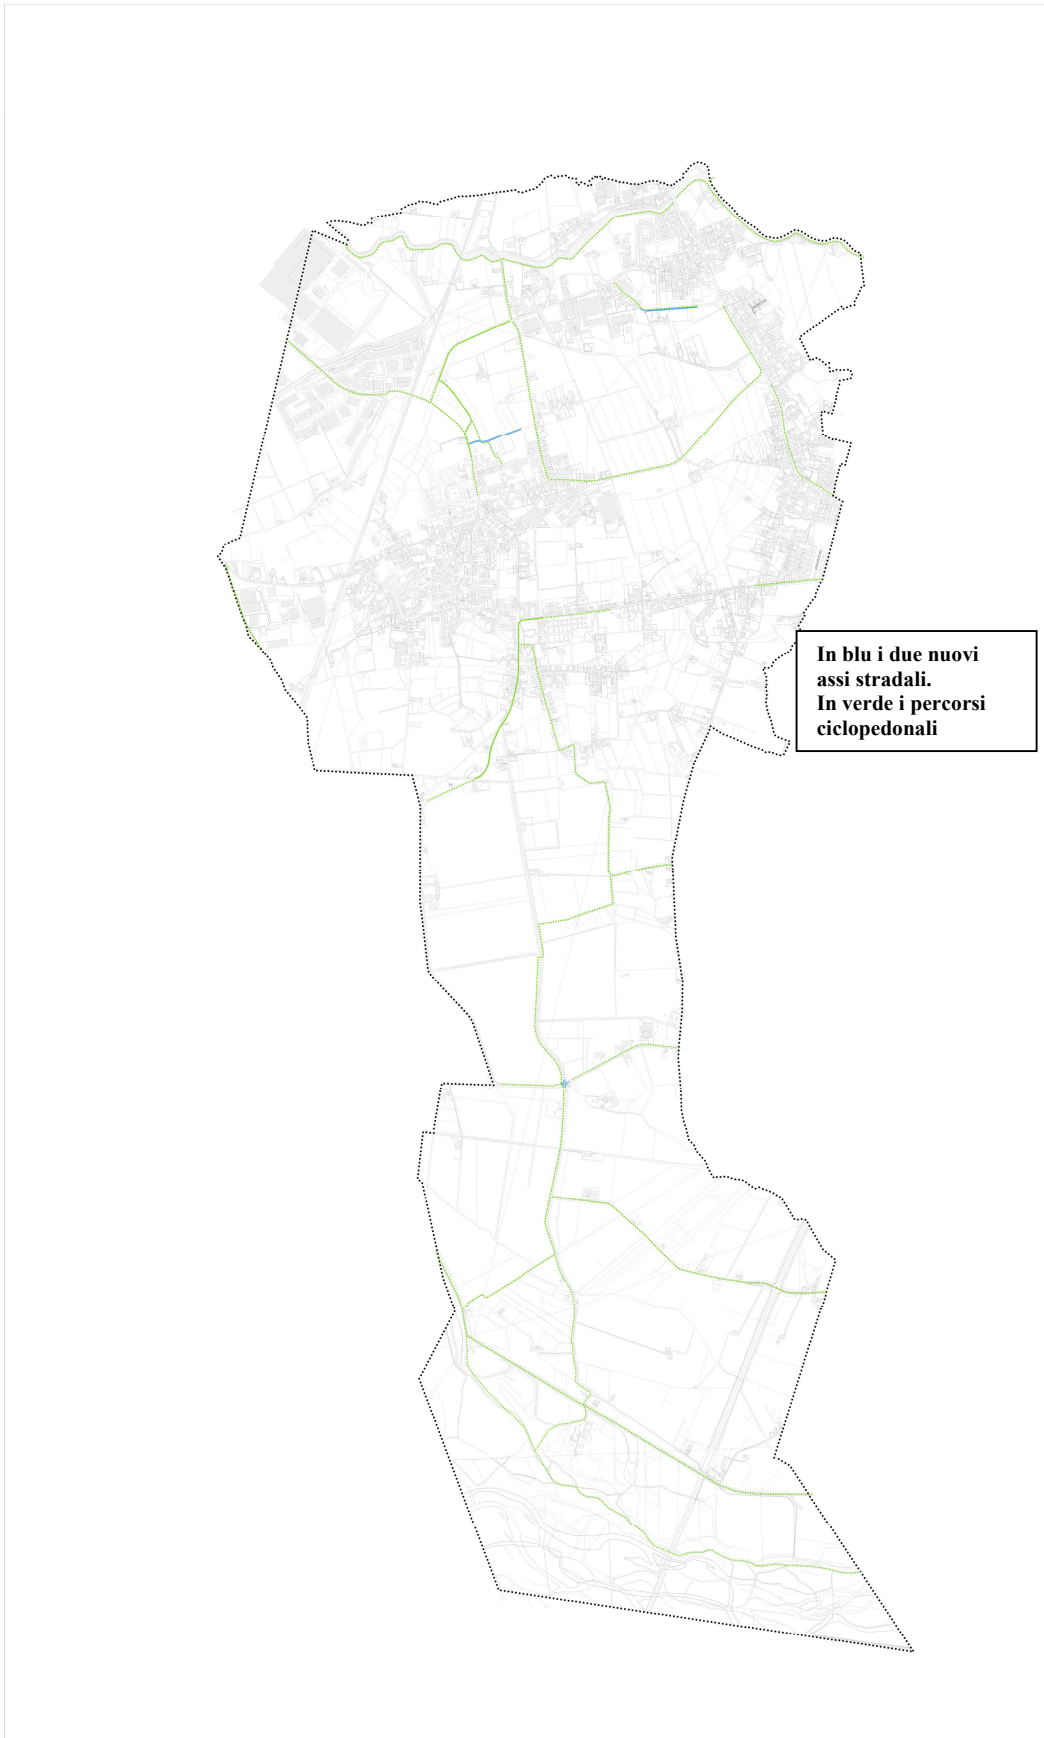 In blu i due nuovi
assi stradali.
In verde i percorsi
ciclopedonali